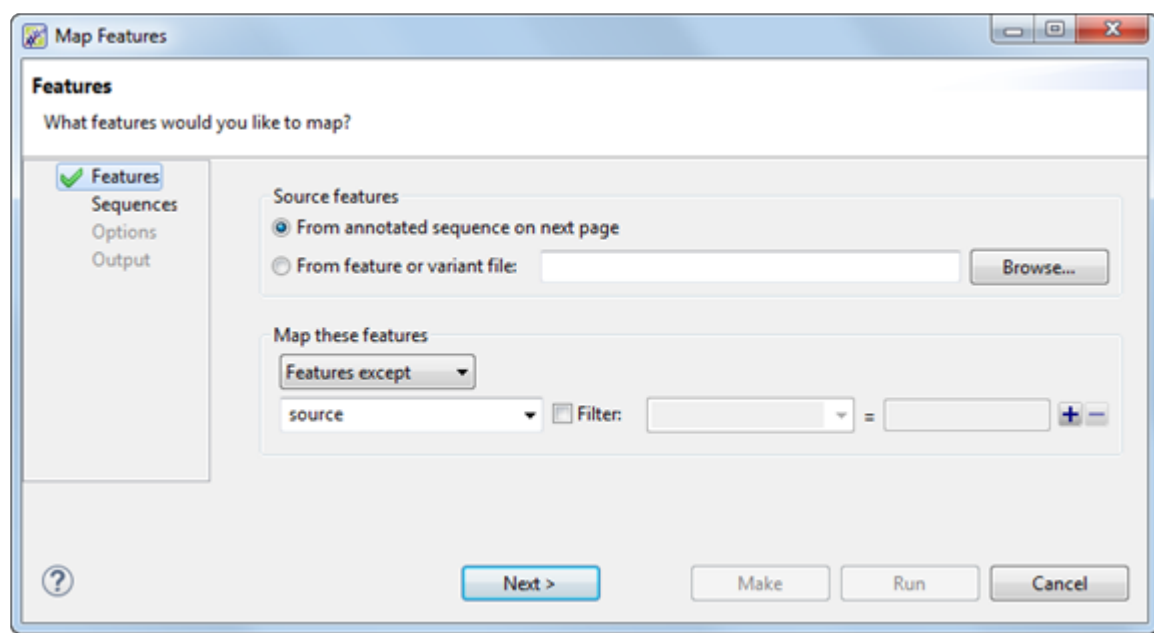 Map Features
Features
What features would you like to map?
Features
Sequences
Options
Output
Source features
From annotated sequence on next page
From feature or variant file:
Browse...
Map these features
Features except
source
Filter:
=
+ −
?
Next >
Make
Run
Cancel